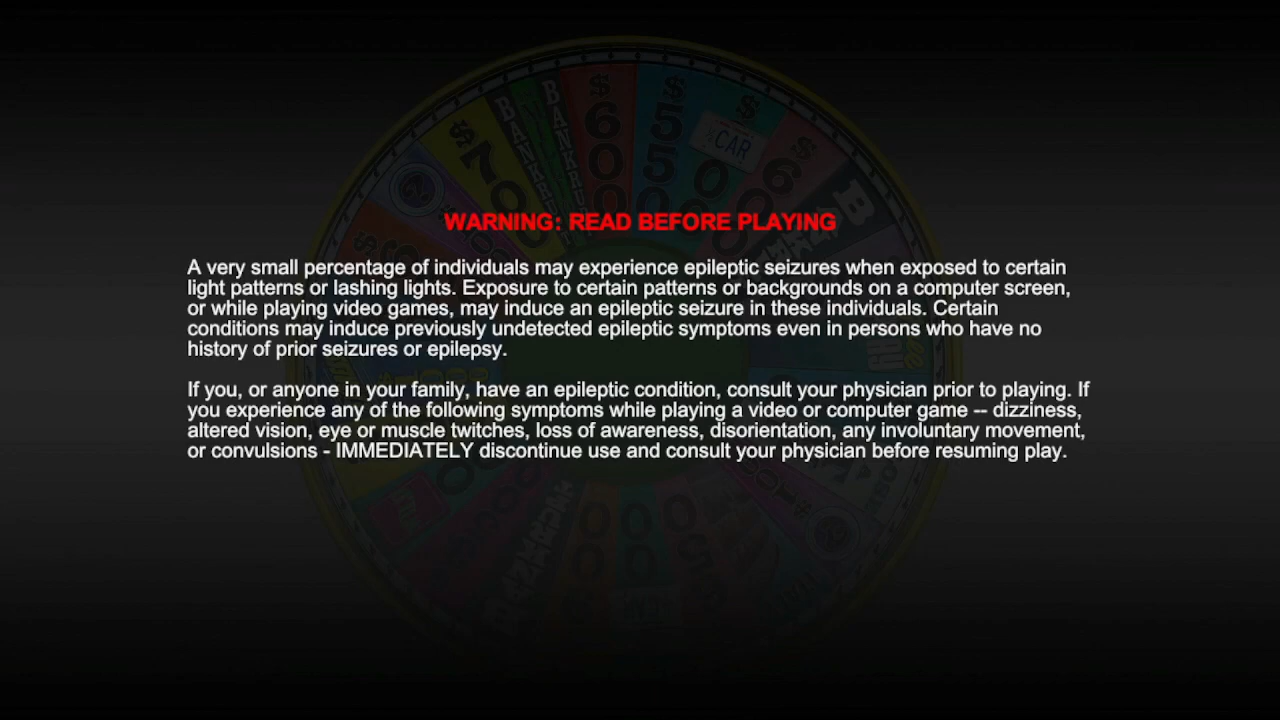 WARNING: READ BEFORE PLAYING
A very small percentage of individuals may experience epileptic seizures when exposed to certain
light patterns or lashing lights. Exposure to certain patterns or backgrounds on a computer screen,
or while playing video games, may induce an epileptic seizure in these individuals. Certain
conditions may induce previously undetected epileptic symptoms even in persons who have no
history of prior seizures or epilepsy.
If you, or anyone in your family, have an epileptic condition, consult your physician prior to playing. If
you experience any of the following symptoms while playing a video or computer game -- dizziness,
altered vision, eye or muscle twitches, loss of awareness, disorientation, any involuntary movement,
or convulsions - IMMEDIATELY discontinue use and consult your physician before resuming play.
$700
BANKRUPT
BANKRUPT
$600
$550
CAR